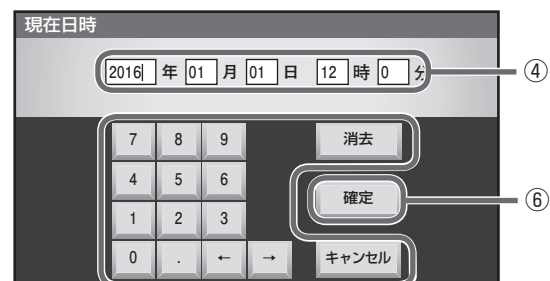 現在日時
2016 年 01 月 01 日 12 時 0 分 ④
7 8 9 消去
4 5 6
確定 ⑥
1 2 3
0 . ← → キャンセル